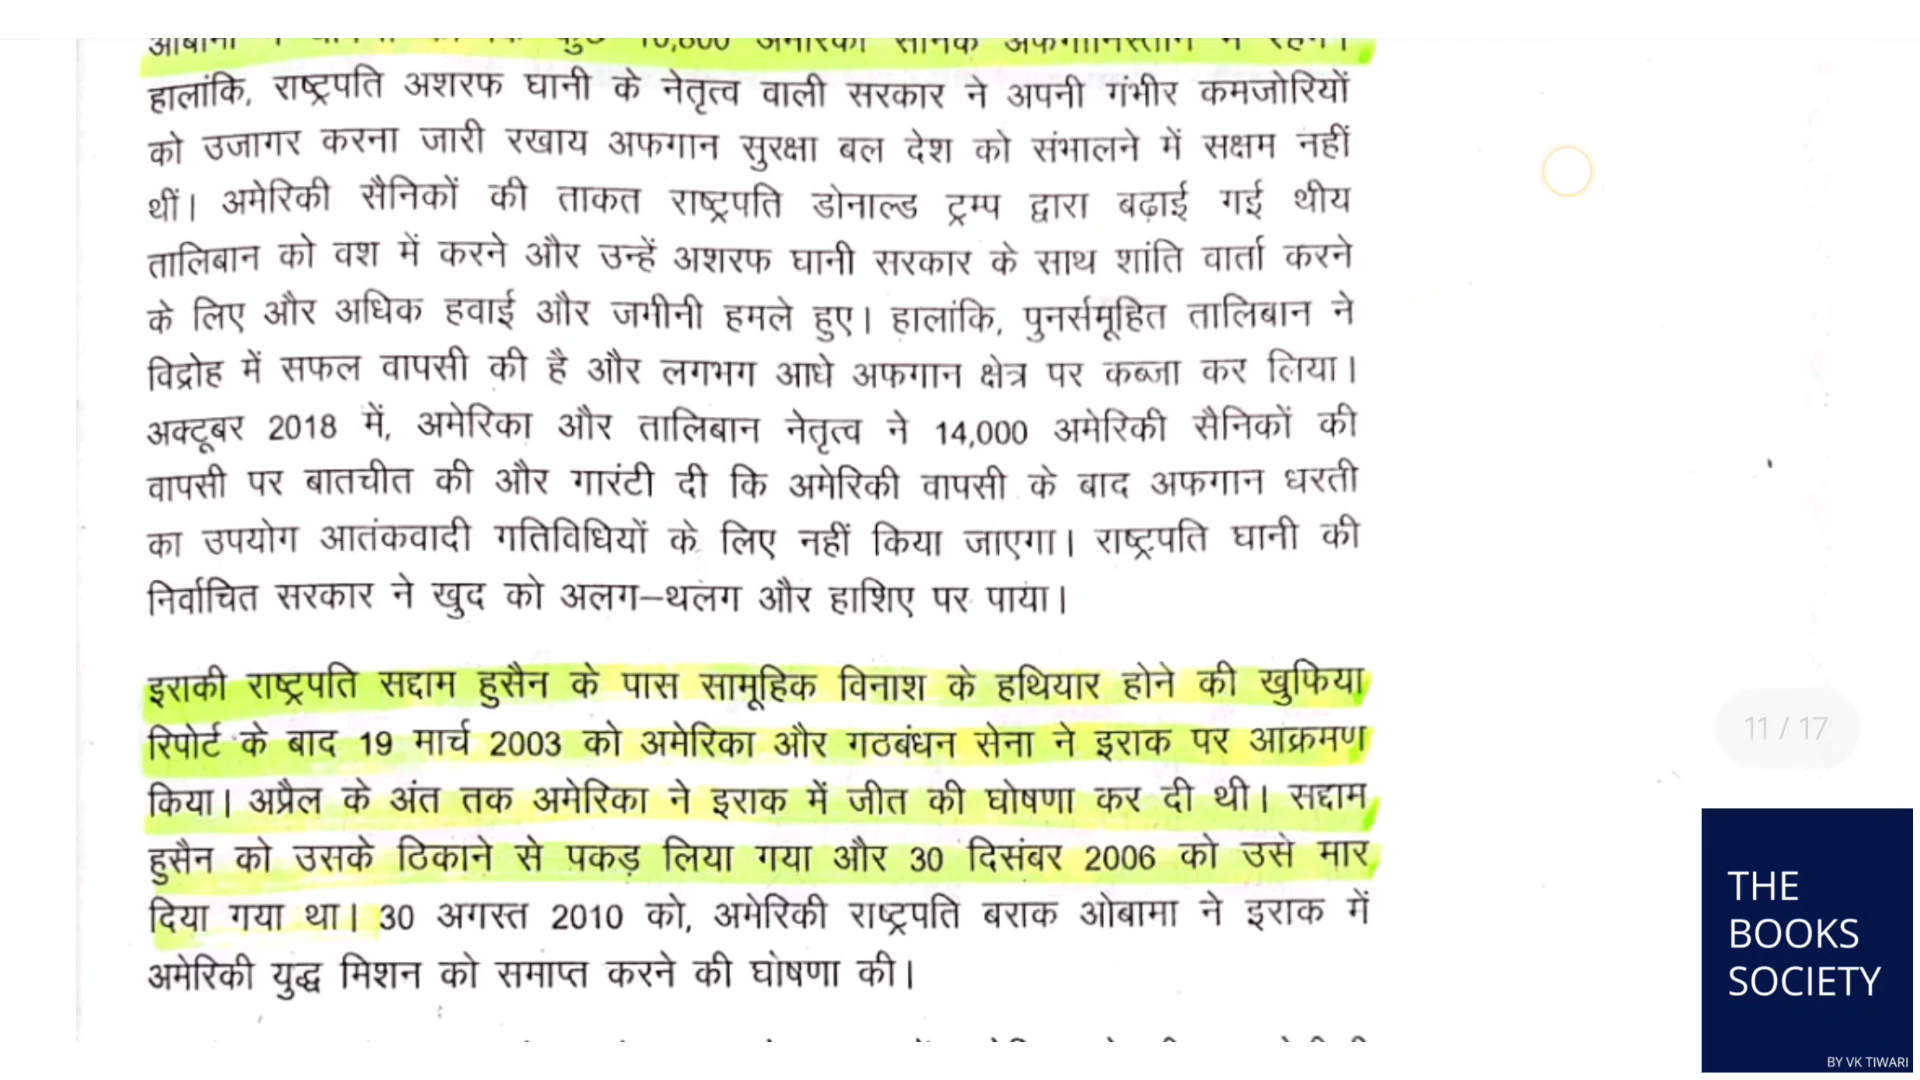 हालांकि, राष्ट्रपति अशरफ घानी के नेतृत्व वाली सरकार ने अपनी गंभीर कमजोरियों
को उजागर करना जारी रखाय अफगान सुरक्षा बल देश को संभालने में सक्षम नहीं
थीं। अमेरिकी सैनिकों की ताकत राष्ट्रपति डोनाल्ड ट्रम्प द्वारा बढ़ाई गई थीय
तालिबान को वश में करने और उन्हें अशरफ घानी सरकार के साथ शांति वार्ता करने
के लिए और अधिक हवाई और जमीनी हमले हुए। हालांकि, पुनर्समूहित तालिबान ने
विद्रोह में सफल वापसी की है और लगभग आधे अफगान क्षेत्र पर कब्जा कर लिया।
अक्टूबर 2018 में, अमेरिका और तालिबान नेतृत्व ने 14,000 अमेरिकी सैनिकों की
वापसी पर बातचीत की और गारंटी दी कि अमेरिकी वापसी के बाद अफगान धरती
का उपयोग आतंकवादी गतिविधियों के लिए नहीं किया जाएगा। राष्ट्रपति घानी की
निर्वाचित सरकार ने खुद को अलग–थलग और हाशिए पर पाया।
इराकी राष्ट्रपति सद्दाम हुसैन के पास सामूहिक विनाश के हथियार होने की खुफिया
रिपोर्ट के बाद 19 मार्च 2003 को अमेरिका और गठबंधन सेना ने इराक पर आक्रमण
किया। अप्रैल के अंत तक अमेरिका ने इराक में जीत की घोषणा कर दी थी। सद्दाम
हुसैन को उसके ठिकाने से पकड़ लिया गया और 30 दिसंबर 2006 को उसे मार
दिया गया था। 30 अगस्त 2010 को, अमेरिकी राष्ट्रपति बराक ओबामा ने इराक में
अमेरिकी युद्ध मिशन को समाप्त करने की घोषणा की।
11 / 17
THE
BOOKS
SOCIETY
BY VK TIWARI